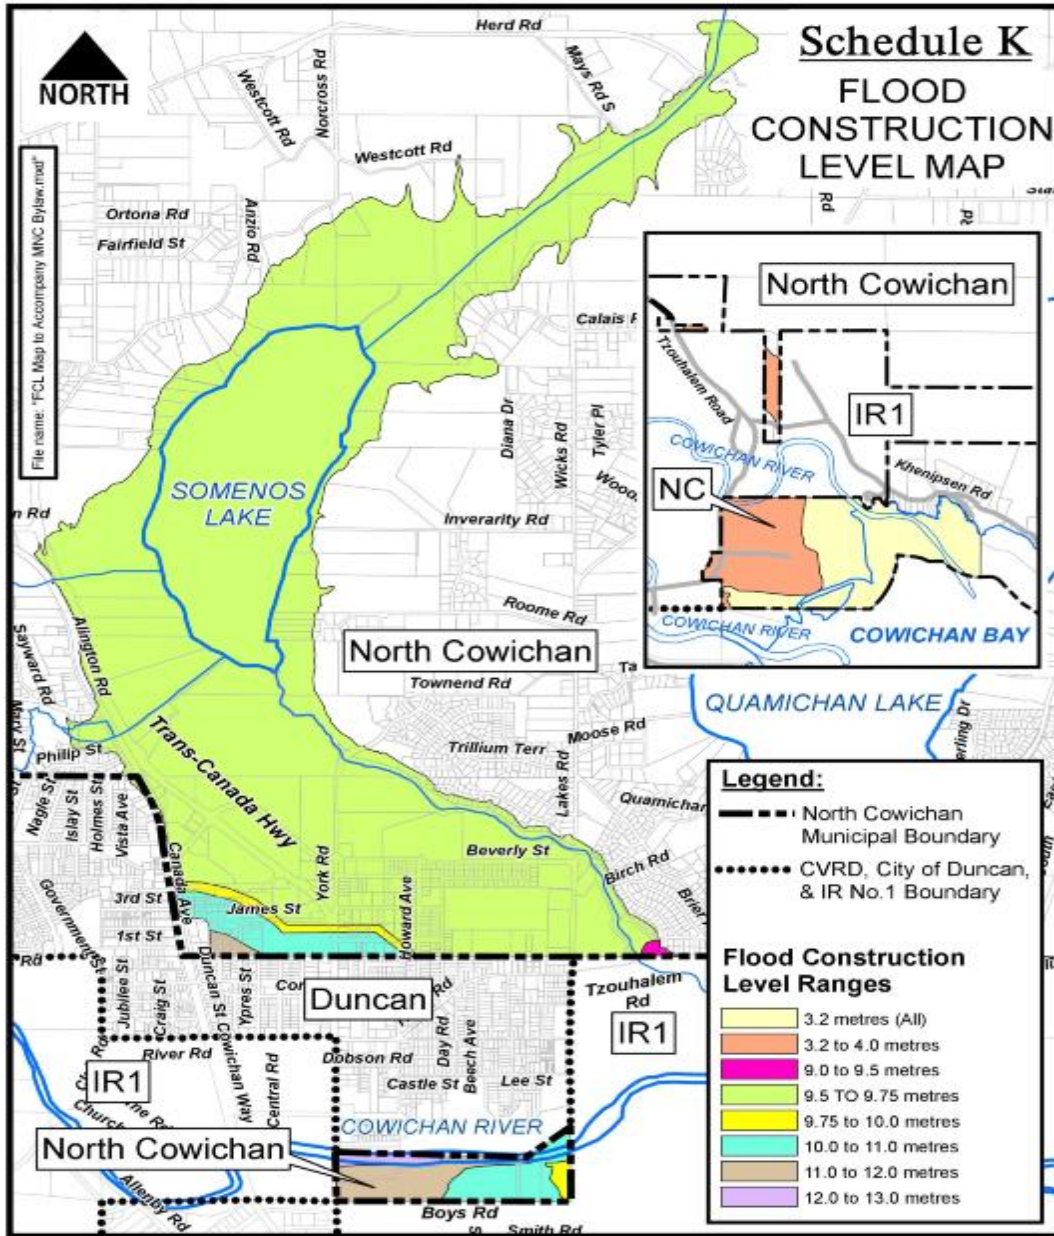 Schedule K
FLOOD
CONSTRUCTION
LEVEL MAP
NORTH
File name: "FCL Map to Accompany MNC Bylaw.mxd"
Herd Rd
Mays Rd S
Norcross Rd
Westcott Rd
Westcott Rd
Ortona Rd
Fairfield St
Anzio Rd
Rd
Calais
Diana Dr
Wicks Rd
Tyler Pl
Inverarity Rd
SOMENOS
LAKE
Roome Rd
North Cowichan
Townend Rd
Trillium Terr
Moose Rd
Lakes Rd
Quamichan
Sayward Rd
Alington Rd
Mary St
Philip St
Trans-Canada Hwy
Nagle St
Islay St
Holmes St
Vista Ave
Canada Ave
York Rd
Beverly St
Birch Rd
Howard Ave
3rd St
James St
1st St
Government St
Rd
North Cowichan
Tzouhalem Road
IR1
COWICHAN RIVER
Khenipsen Rd
NC
COWICHAN RIVER
COWICHAN BAY
QUAMICHAN LAKE
Legend:
North Cowichan
Municipal Boundary
CVRD, City of Duncan,
& IR No.1 Boundary
Flood Construction
Level Ranges
3.2 metres (All)
3.2 to 4.0 metres
9.0 to 9.5 metres
9.5 TO 9.75 metres
9.75 to 10.0 metres
10.0 to 11.0 metres
11.0 to 12.0 metres
12.0 to 13.0 metres
Jubilee St
Craig St
Duncan St
Ypres St
Duncan
Tzouhalem
Rd
IR1
River Rd
Cowichan Way
Central Rd
Dobson Rd
Day Rd
Beech Ave
Castle St
Lee St
IR1
COWICHAN RIVER
North Cowichan
Allenby Rd
Boys Rd
Smith Rd